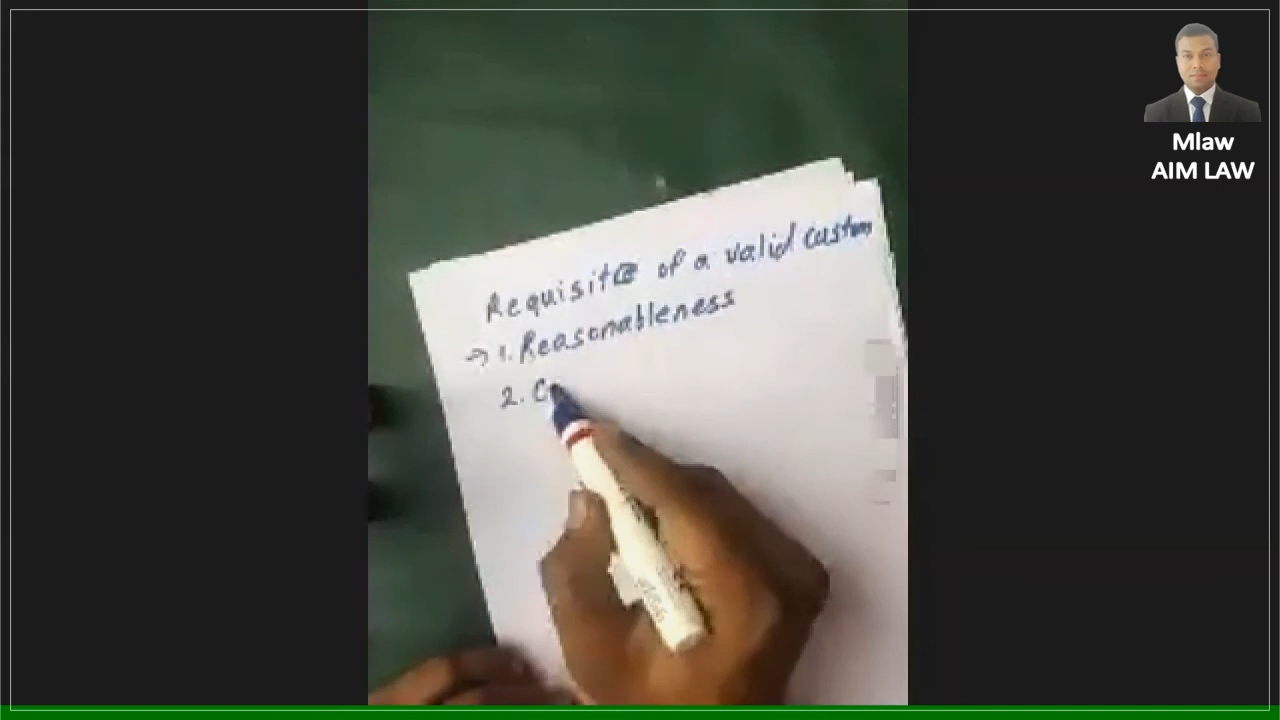 Requisite of a valid custom
→ 1. Reasonableness
2. C
Mlaw
AIM LAW